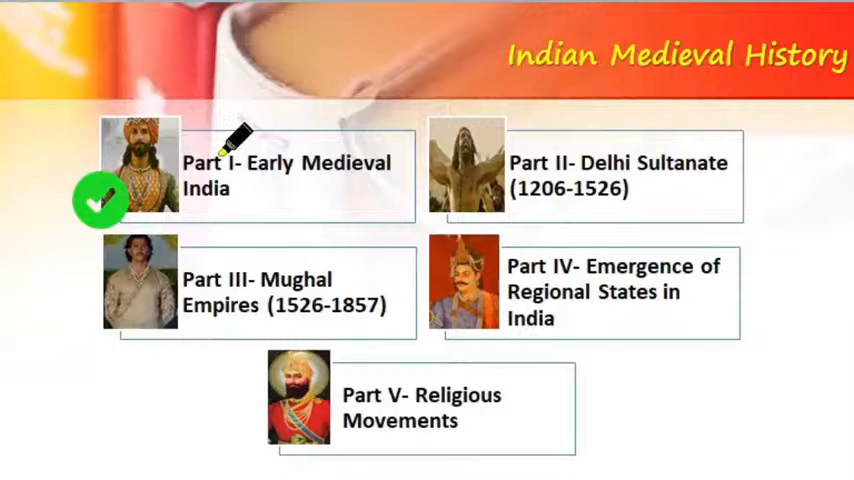 Indian Medieval History
Part I- Early Medieval
India
Part II- Delhi Sultanate
(1206-1526)
Part III- Mughal
Empires (1526-1857)
Part IV- Emergence of
Regional States in
India
Part V- Religious
Movements